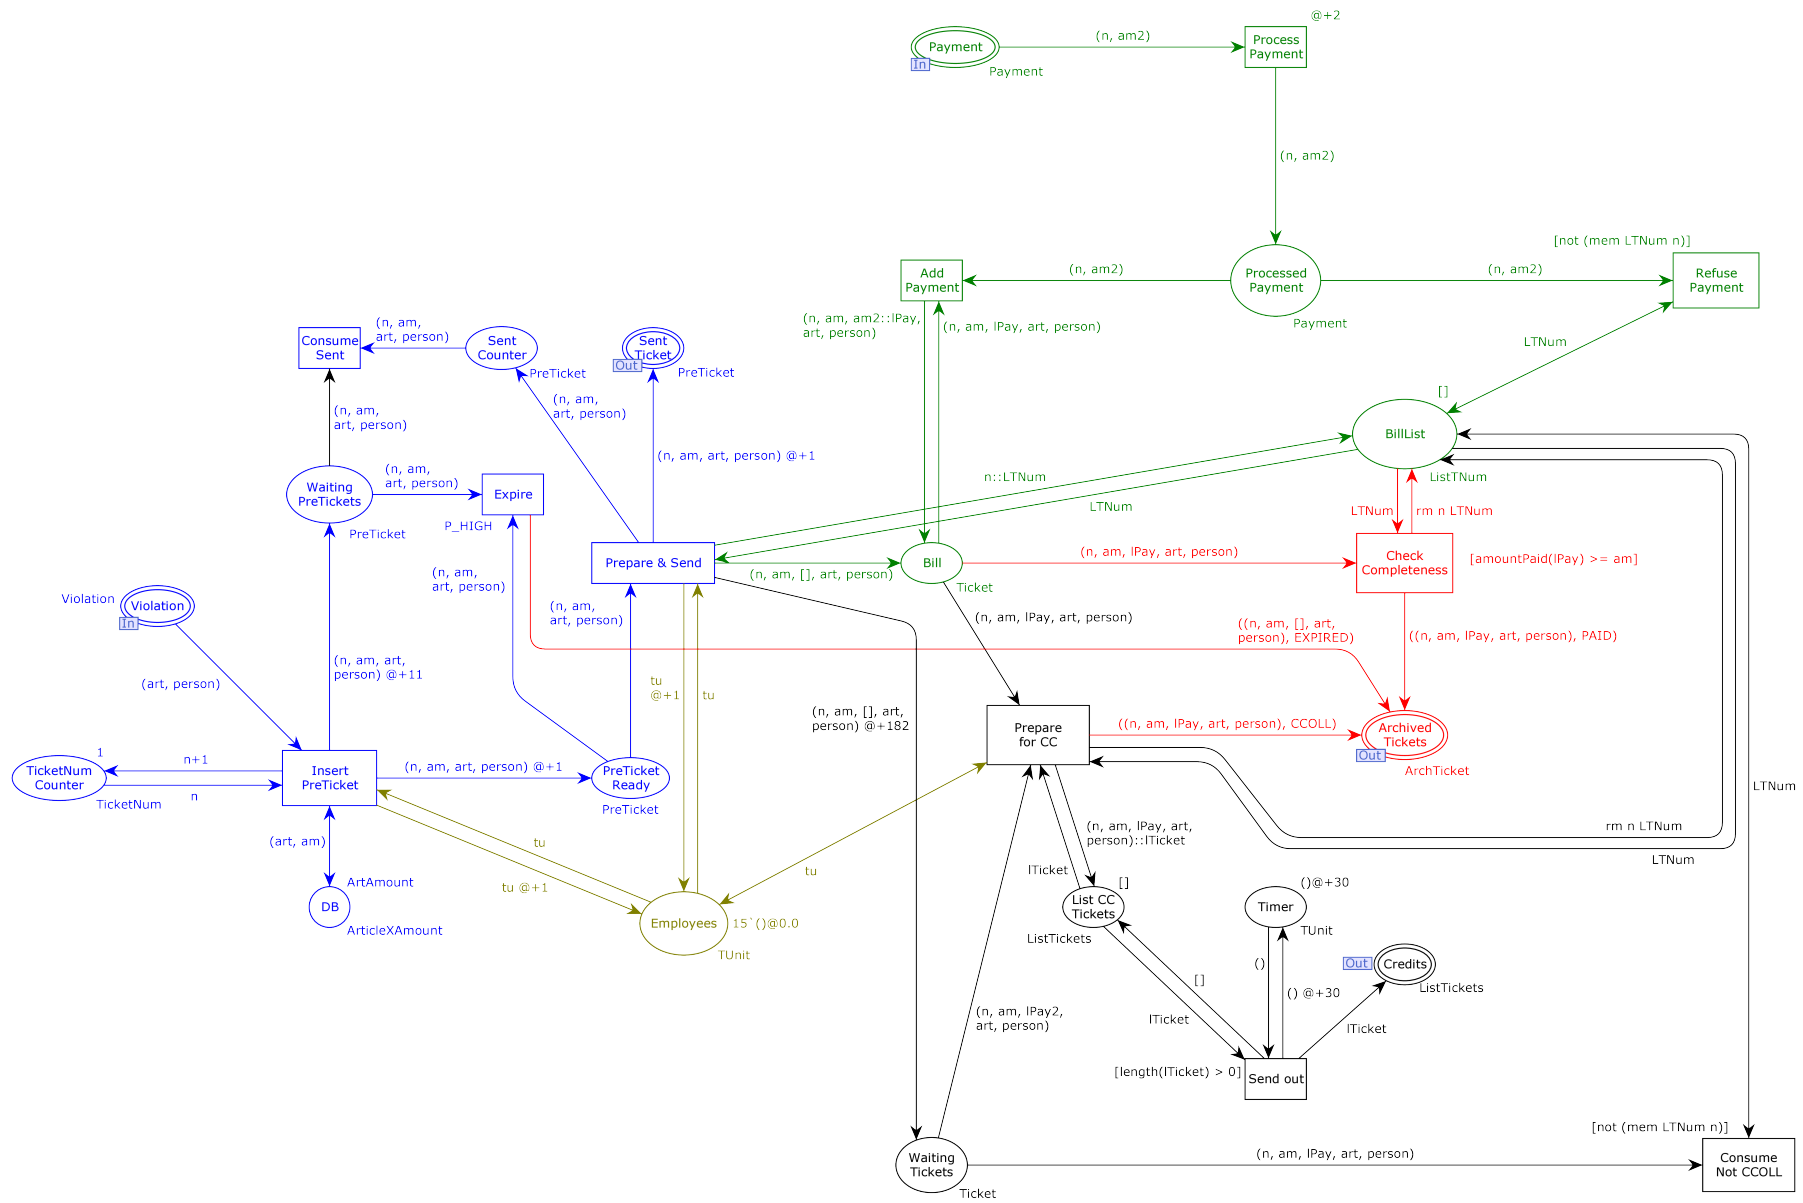 @+2
Process
Payment
(n, am2)
Payment
In
Payment
(n, am2)
[not (mem LTNum n)]
Refuse
Payment
(n, am2)
Processed
Payment
Payment
(n, am2)
Add
Payment
(n, am, am2::lPay,
art, person)
(n, am, lPay, art, person)
LTNum
[]
BillList
ListTNum
Consume
Sent
(n, am,
art, person)
Sent
Counter
PreTicket
Sent
Ticket
Out
PreTicket
(n, am,
art, person)
(n, am,
art, person)
(n, am, art, person) @+1
Waiting
PreTickets
PreTicket
(n, am,
art, person)
Expire
P_HIGH
n::LTNum
LTNum
LTNum
rm n LTNum
Prepare & Send
(n, am, [], art, person)
Bill
Ticket
(n, am, lPay, art, person)
Check
Completeness
[amountPaid(lPay) >= am]
(n, am,
art, person)
(n, am,
art, person)
Violation
Violation
In
(n, am, lPay, art, person)
((n, am, [], art,
person), EXPIRED)
((n, am, lPay, art, person), PAID)
(n, am, art,
person) @+11
(art, person)
tu
@+1
tu
(n, am, [], art,
person) @+182
Prepare
for CC
((n, am, lPay, art, person), CCOLL)
Archived
Tickets
Out
ArchTicket
1
TicketNum
Counter
TicketNum
n+1
n
Insert
PreTicket
(n, am, art, person) @+1
PreTicket
Ready
PreTicket
LTNum
(art, am)
tu
tu @+1
tu
(n, am, lPay, art,
person)::lTicket
lTicket
rm n LTNum
LTNum
ArtAmount
DB
ArticleXAmount
Employees
15`()@0.0
TUnit
[]
List CC
Tickets
ListTickets
()@+30
Timer
TUnit
()
() @+30
Out
Credits
ListTickets
[]
lTicket
lTicket
(n, am, lPay2,
art, person)
[length(lTicket) > 0]
Send out
Waiting
Tickets
Ticket
(n, am, lPay, art, person)
[not (mem LTNum n)]
Consume
Not CCOLL